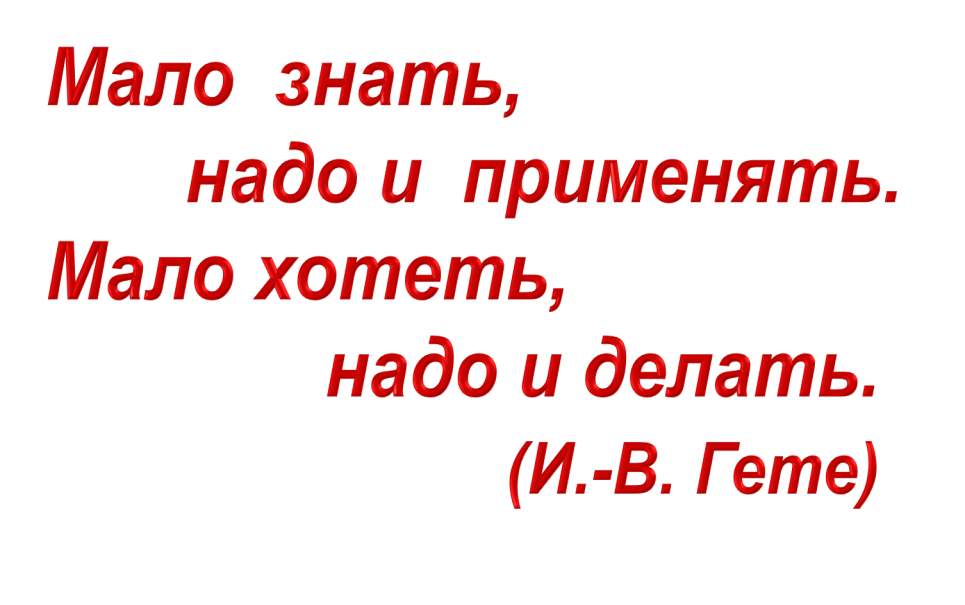 Мало знать,
надо и применять.
Мало хотеть,
надо и делать.
(И.-В. Гете)